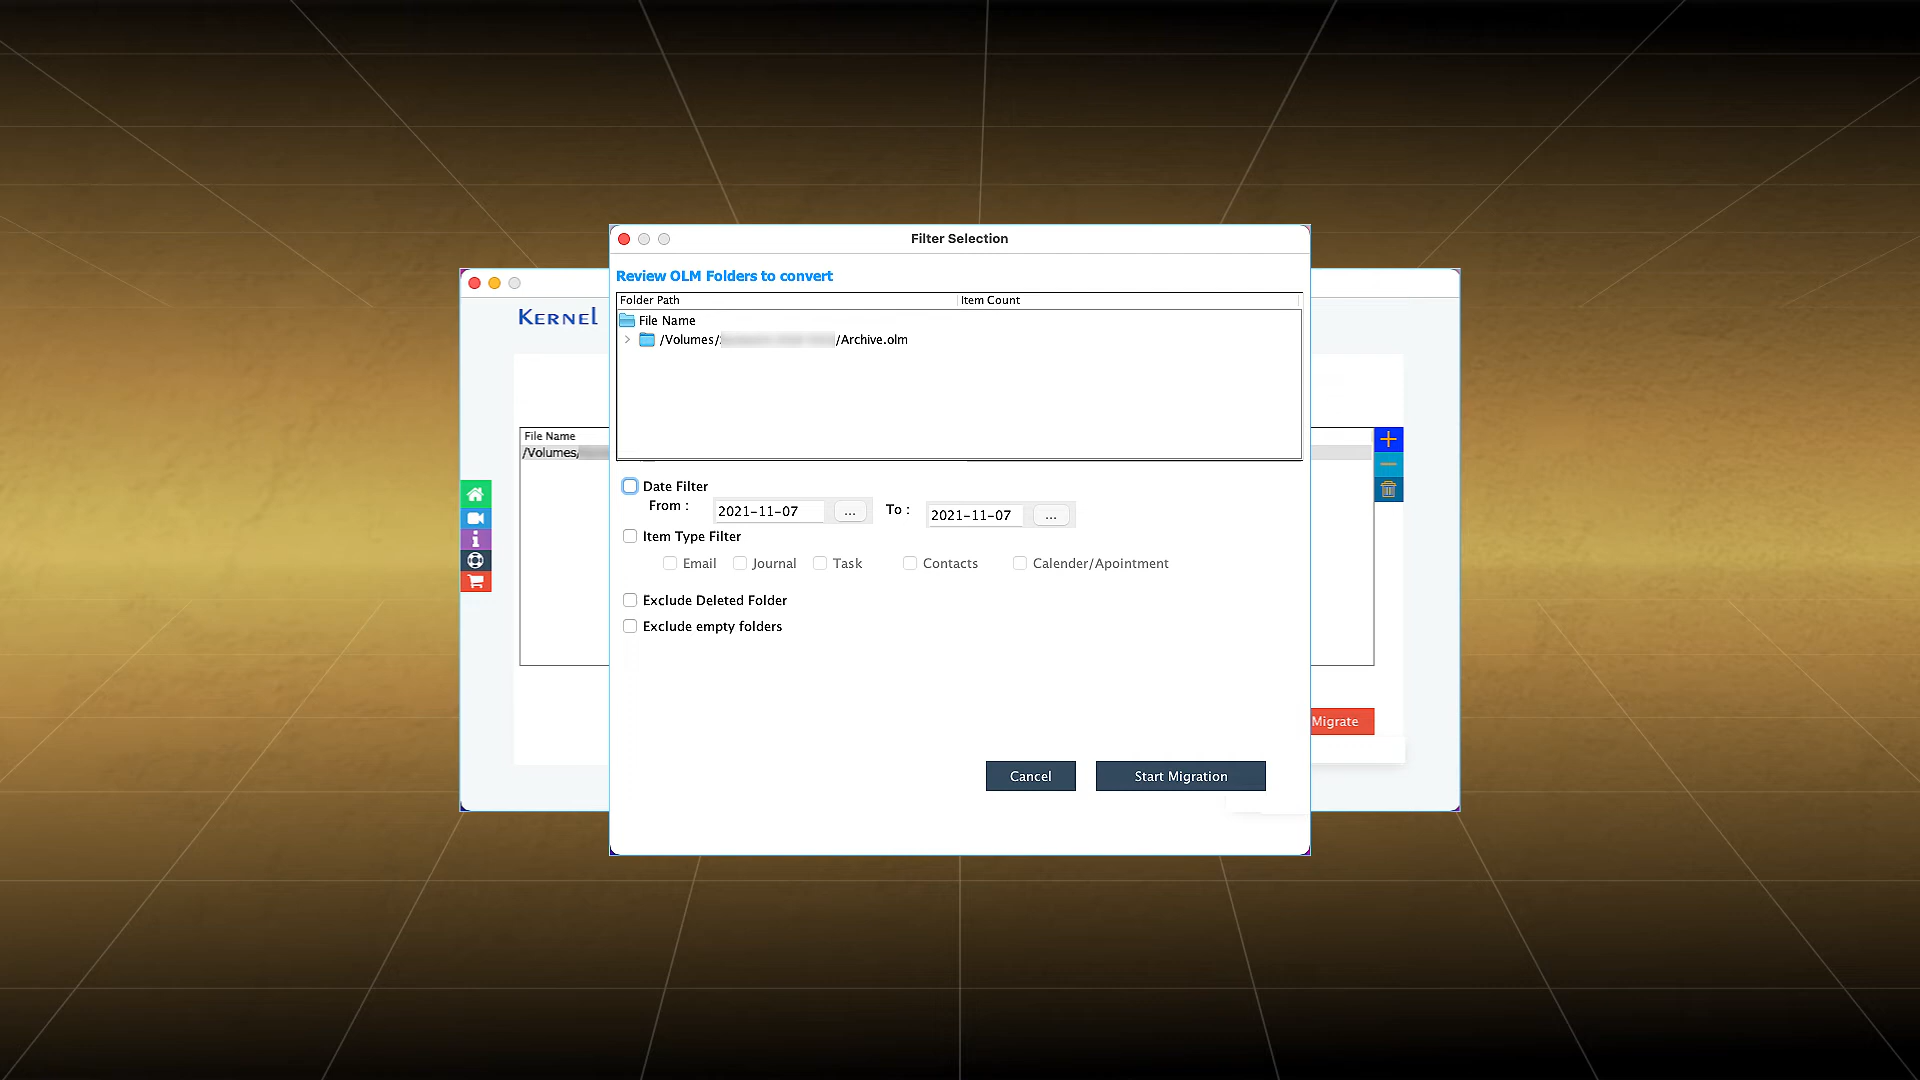 Filter Selection
Review OLM Folders to convert
Folder Path Item Count
File Name
/Volumes/ /Archive.olm
Date Filter
From : 2021-11-07 ... To : 2021-11-07 ...
Item Type Filter
Email Journal Task Contacts Calender/Apointment
Exclude Deleted Folder
Exclude empty folders
Cancel Start Migration
KERNEL
File Name
/Volumes/
Migrate